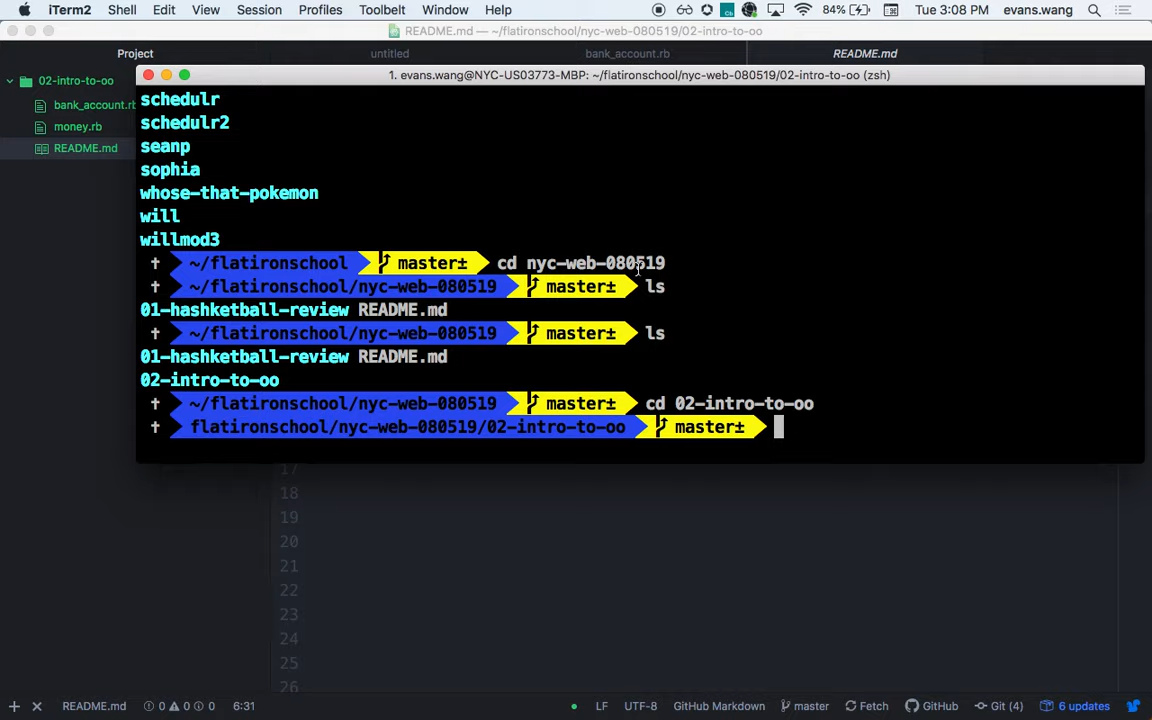 iTerm2 Shell Edit View Session Profiles Toolbelt Window Help 84% Tue 3:08 PM evans.wang
README.md — ~/flatironschool/nyc-web-080519/02-intro-to-oo
Project untitled bank_account.rb README.md
1. evans.wang@NYC-US03773-MBP: ~/flatironschool/nyc-web-080519/02-intro-to-oo (zsh)
02-intro-to-oo
bank_account.rb
money.rb
README.md
schedulr
schedulr2
seanp
sophia
whose-that-pokemon
will
willmod3
~/flatironschool master± cd nyc-web-080519
~/flatironschool/nyc-web-080519 master± ls
01-hashketball-review README.md
~/flatironschool/nyc-web-080519 master± ls
01-hashketball-review README.md
02-intro-to-oo
~/flatironschool/nyc-web-080519 master± cd 02-intro-to-oo
flatironschool/nyc-web-080519/02-intro-to-oo master±
17
18
19
20
21
22
23
24
25
26
README.md 0 0 0 6:31 LF UTF-8 GitHub Markdown master Fetch GitHub Git (4) 6 updates